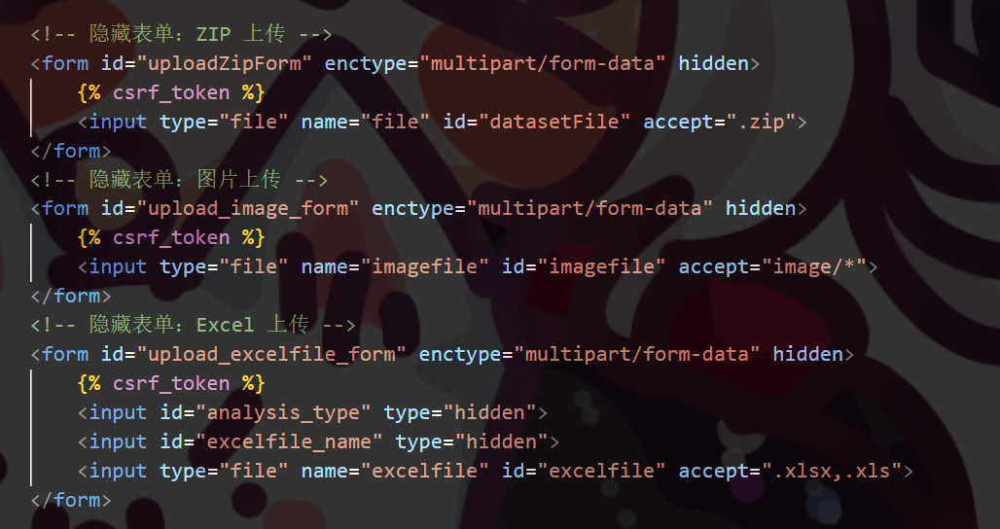 <!-- 隐藏表单：ZIP 上传 -->
<form id="uploadZipForm" enctype="multipart/form-data" hidden>
    {% csrf_token %}
    <input type="file" name="file" id="datasetFile" accept=".zip">
</form>
<!-- 隐藏表单：图片上传 -->
<form id="upload_image_form" enctype="multipart/form-data" hidden>
    {% csrf_token %}
    <input type="file" name="imagefile" id="imagefile" accept="image/*">
</form>
<!-- 隐藏表单：Excel 上传 -->
<form id="upload_excelfile_form"  enctype="multipart/form-data" hidden>
    {% csrf_token %}
    <input id="analysis_type" type="hidden">
    <input id="excelfile_name" type="hidden">
    <input type="file" name="excelfile" id="excelfile" accept=".xlsx,.xls">
</form>